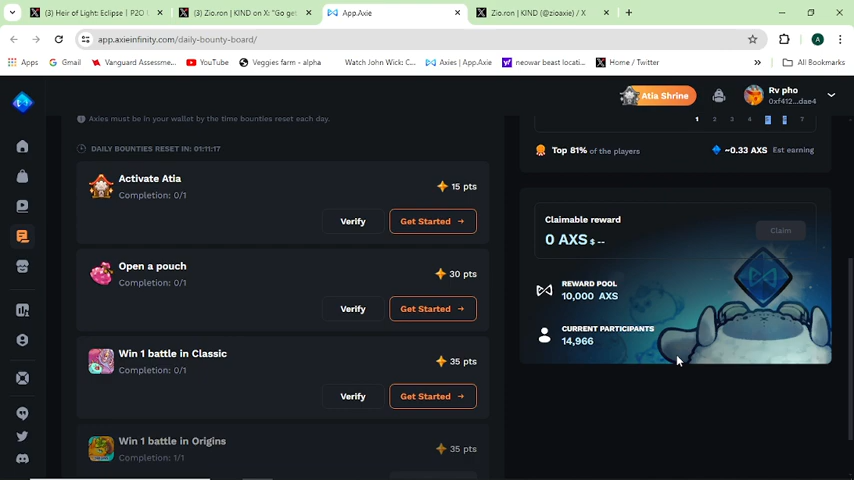 (3) Heir of Light: Eclipse | P2O
(3) Zio.ron | KIND on X: "Go get
App.Axie
Zio.ron | KIND (@zioaxie) / X
app.axieinfinity.com/daily-bounty-board/
A
Apps
Gmail
Vanguard Assessme...
YouTube
Veggies farm - alpha
Watch John Wick: C...
Axies | App.Axie
neowar beast locati...
Home / Twitter
All Bookmarks
Atia Shrine
Rv pho
0xf412...dae4
Axies must be in your wallet by the time bounties reset each day.
DAILY BOUNTIES RESET IN: 01:11:17
Activate Atia
Completion: 0/1
15 pts
Verify
Get Started
Open a pouch
Completion: 0/1
30 pts
Verify
Get Started
Win 1 battle in Classic
Completion: 0/1
35 pts
Verify
Get Started
Win 1 battle in Origins
Completion: 1/1
35 pts
1 2 3 4 5 6 7
Top 81% of the players
~0.33 AXS Est earning
Claimable reward
0 AXS $ --
Claim
REWARD POOL
10,000 AXS
CURRENT PARTICIPANTS
14,966